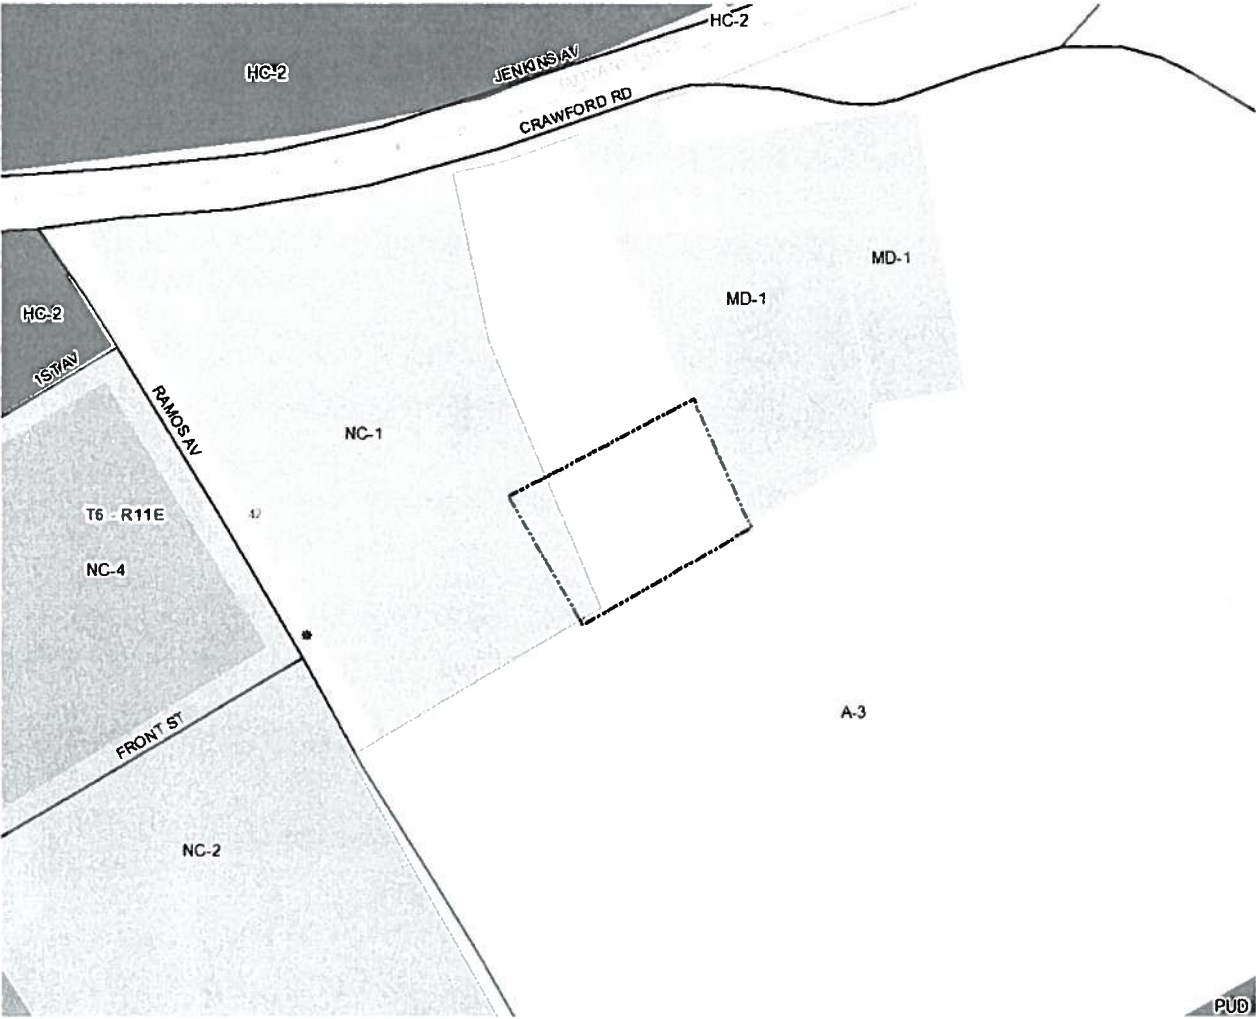 HC-2
HC-2
JENKINS AV
CRAWFORD RD
MD-1
MD-1
HC-2
1ST AV
RAMOS AV
NC-1
T6 - R11E
42
NC-4
A-3
FRONT ST
NC-2
PUD